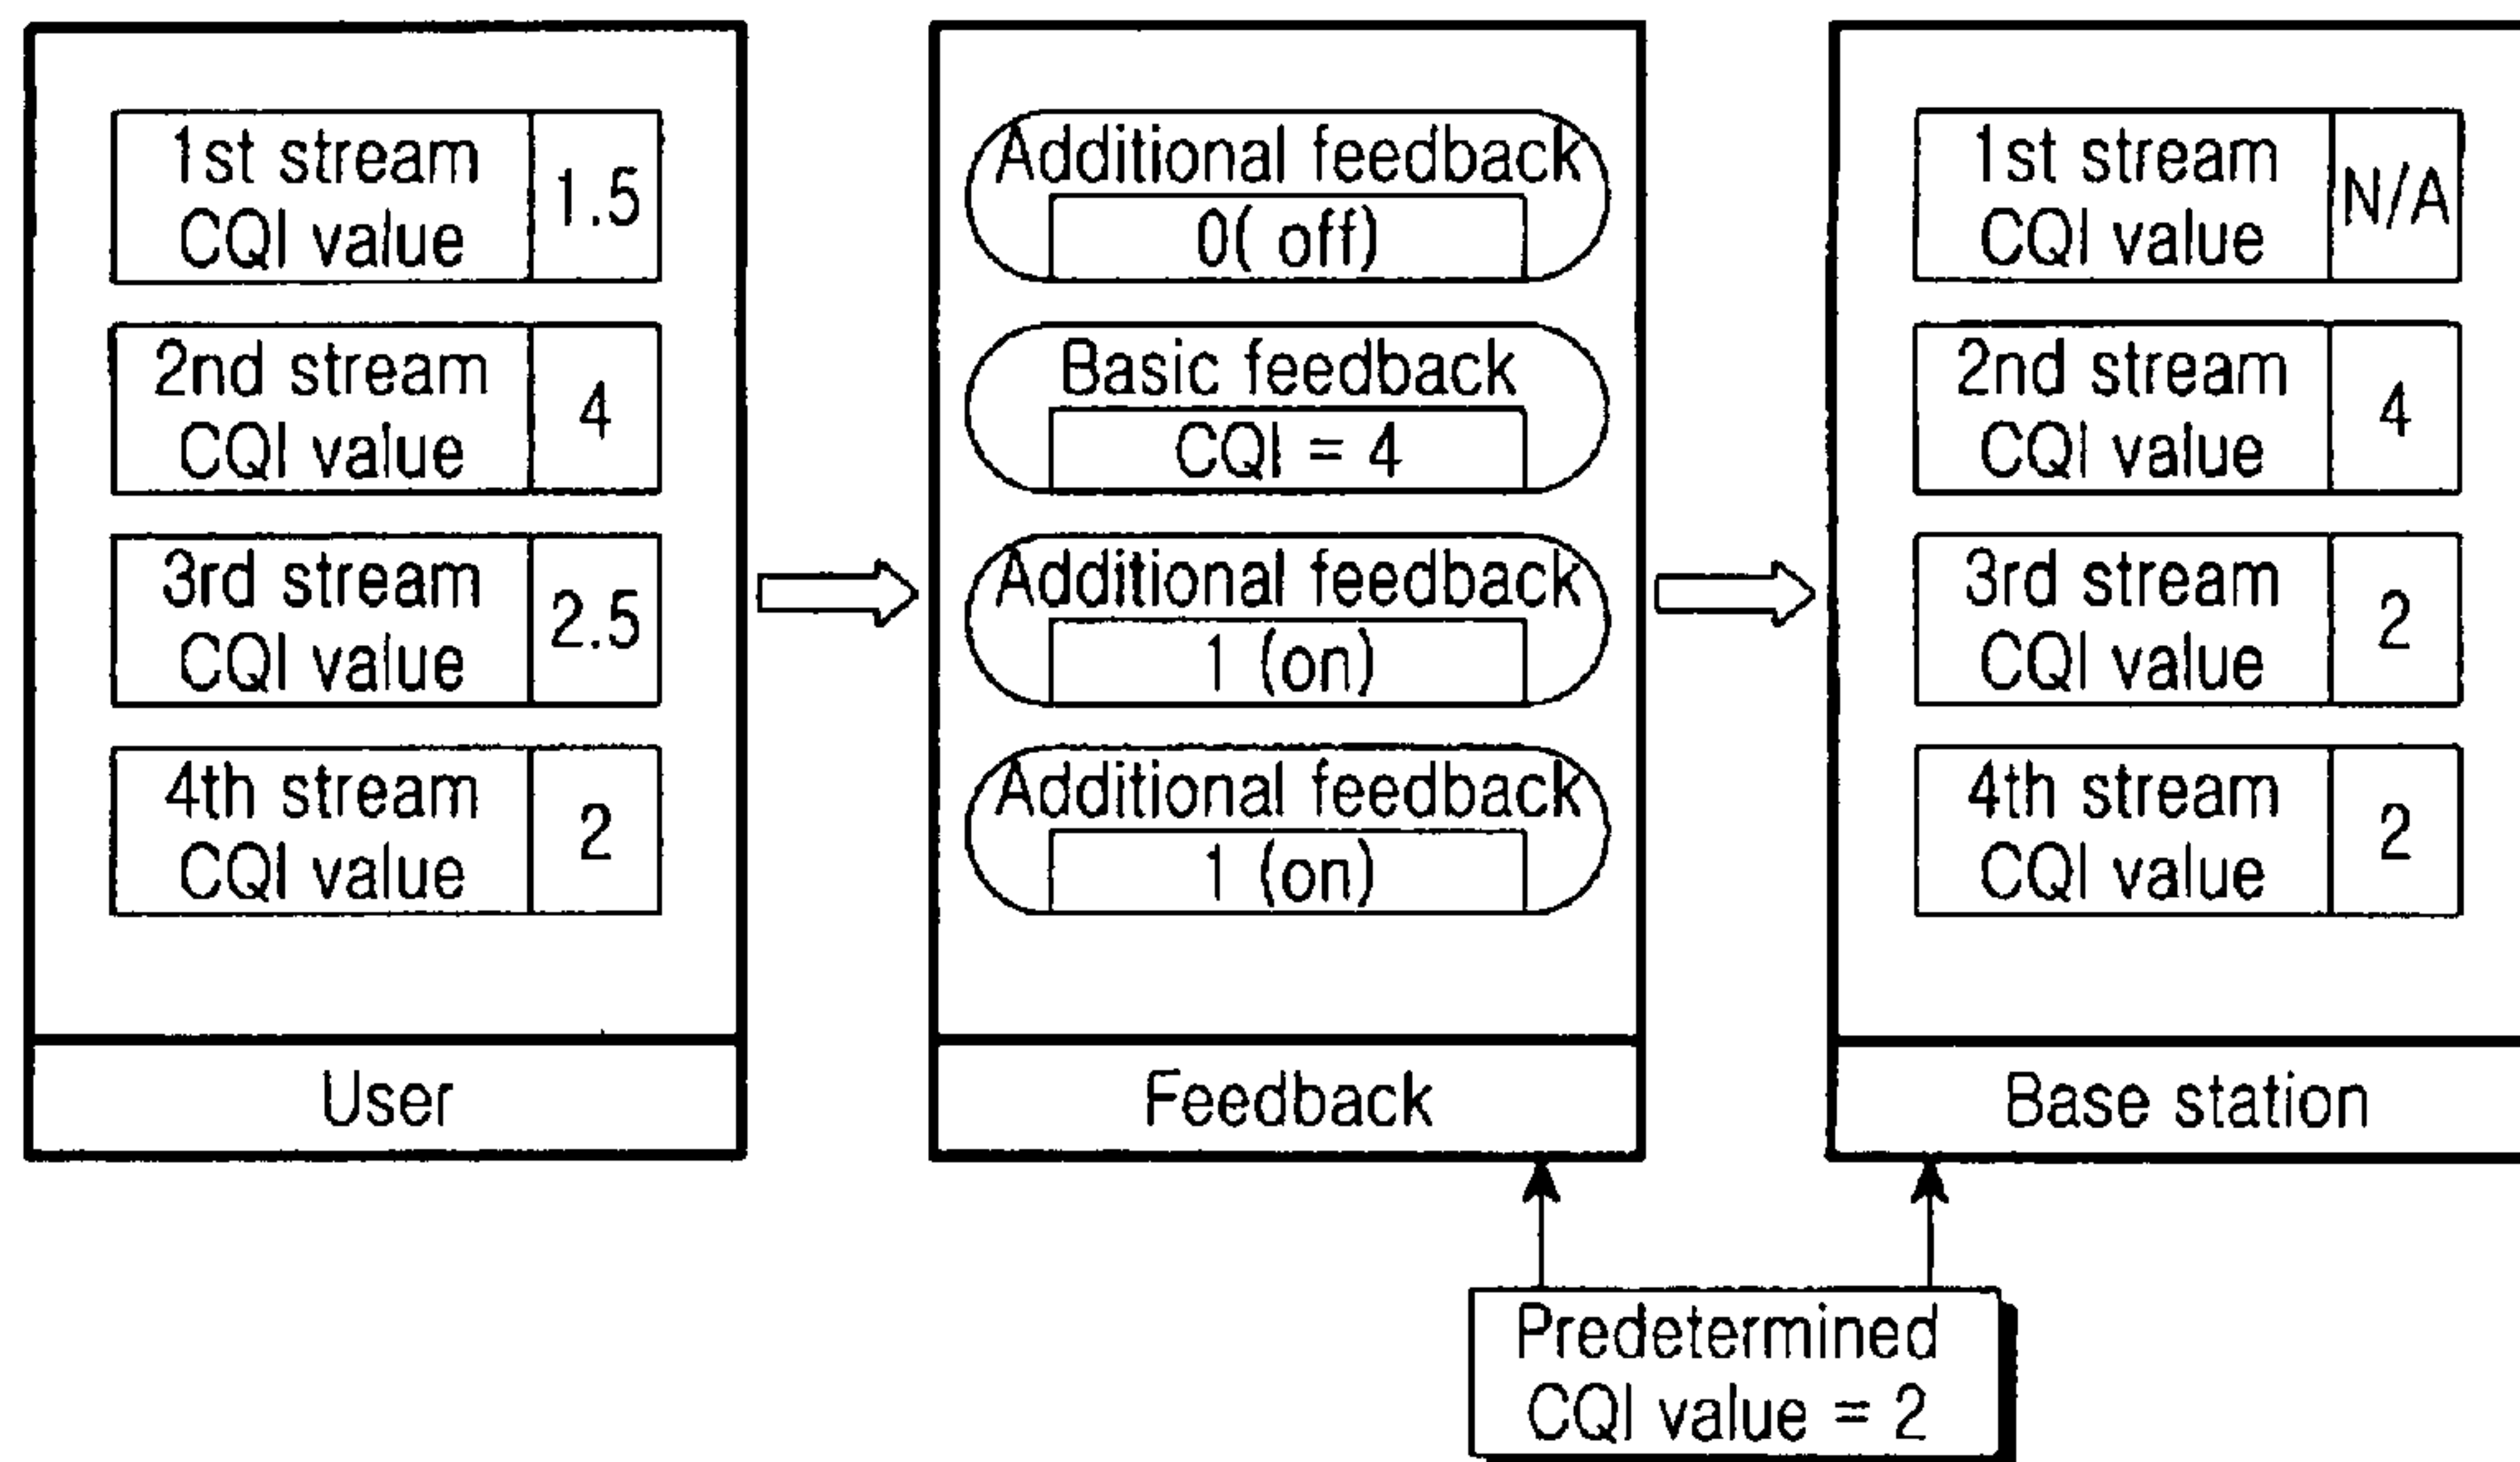 1st stream
CQI value
1.5
2nd stream
CQI value
4
3rd stream
CQI value
2.5
4th stream
CQI value
2
User
Additional feedback
0( off)
Basic feedback
CQI = 4
Additional feedback
1 (on)
Additional feedback
1 (on)
Feedback
1st stream
CQI value
N/A
2nd stream
CQI value
4
3rd stream
CQI value
2
4th stream
CQI value
2
Base station
Predetermined
CQI value = 2